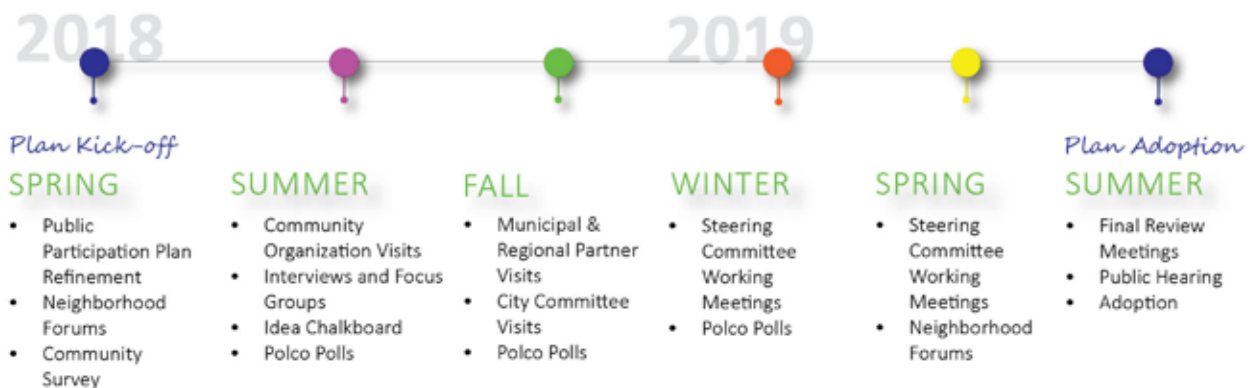 2018
2019
Plan Kick-off
SPRING
• Public
Participation Plan
Refinement
• Neighborhood
Forums
• Community
Survey
SUMMER
• Community
Organization Visits
• Interviews and Focus
Groups
• Idea Chalkboard
• Polco Polls
FALL
• Municipal &
Regional Partner
Visits
• City Committee
Visits
• Polco Polls
WINTER
• Steering
Committee
Working
Meetings
• Polco Polls
SPRING
• Steering
Committee
Working
Meetings
• Neighborhood
Forums
Plan Adoption
SUMMER
• Final Review
Meetings
• Public Hearing
• Adoption